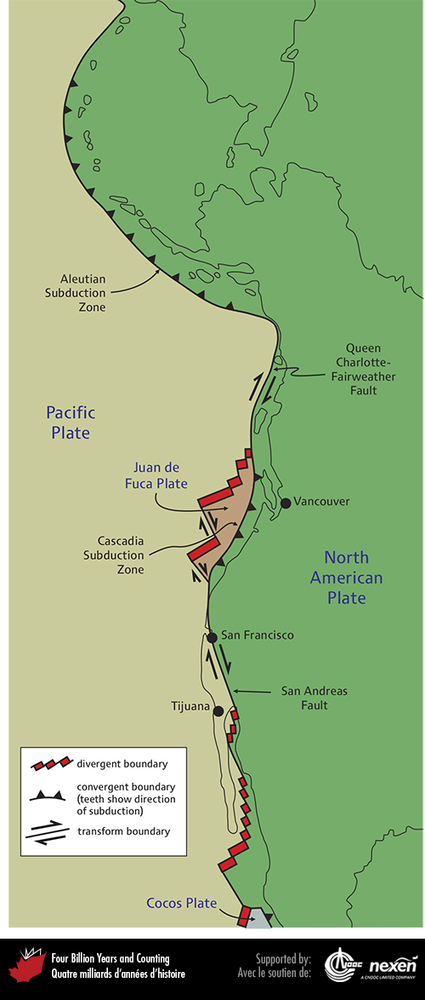 Aleutian
Subduction
Zone
Queen
Charlotte-
Fairweather
Fault
Pacific
Plate
Juan de
Fuca Plate
Vancouver
Cascadia
Subduction
Zone
North
American
Plate
San Francisco
San Andreas
Fault
Tijuana
divergent boundary
convergent boundary
(teeth show direction
of subduction)
transform boundary
Cocos Plate
Four Billion Years and Counting
Quatre milliards d'années d'histoire
Supported by:
Avec le soutien de:
CNOOC
nexen
A CNOOC LIMITED COMPANY